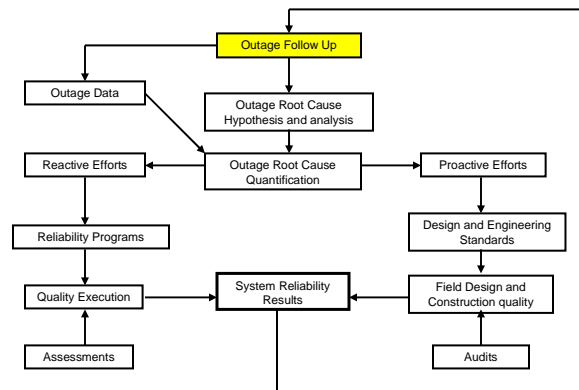 Outage Follow Up
Outage Data
Outage Root Cause
Hypothesis and analysis
Reactive Efforts
Outage Root Cause
Quantification
Proactive Efforts
Reliability Programs
Design and Engineering
Standards
Quality Execution
System Reliability
Results
Field Design and
Construction quality
Assessments
Audits